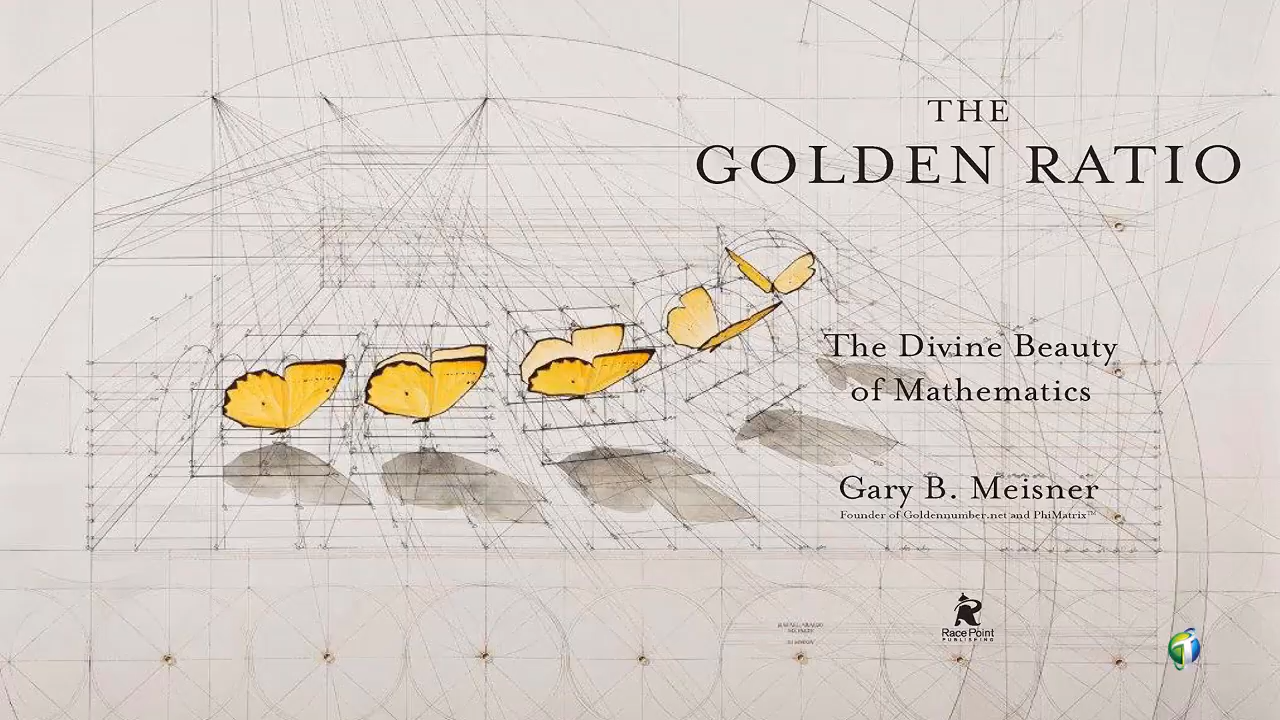 THE
GOLDEN RATIO
The Divine Beauty
of Mathematics
Gary B. Meisner
Founder of Goldennumber.net and PhiMatrix™
Race Point
PUBLISHING